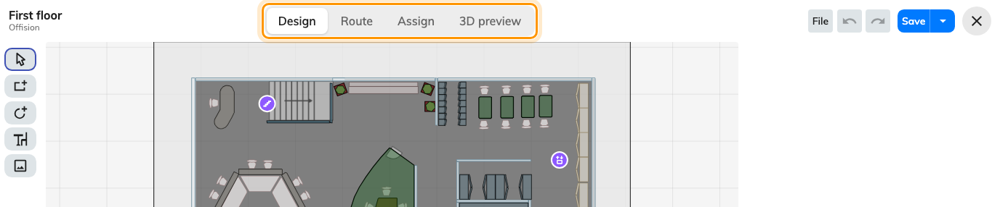 First floor
Offision
Design Route Assign 3D preview
File Save